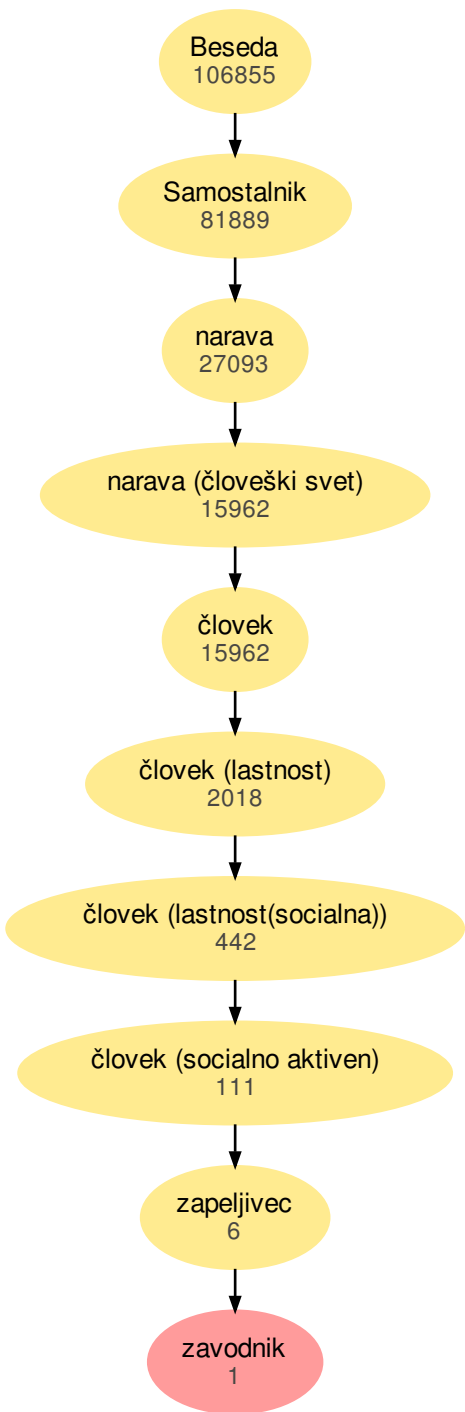 Beseda
106855
Samostalnik
81889
narava
27093
narava (človeški svet)
15962
človek
15962
človek (lastnost)
2018
človek (lastnost(socialna))
442
človek (socialno aktiven)
111
zapeljivec
6
zavodnik
1